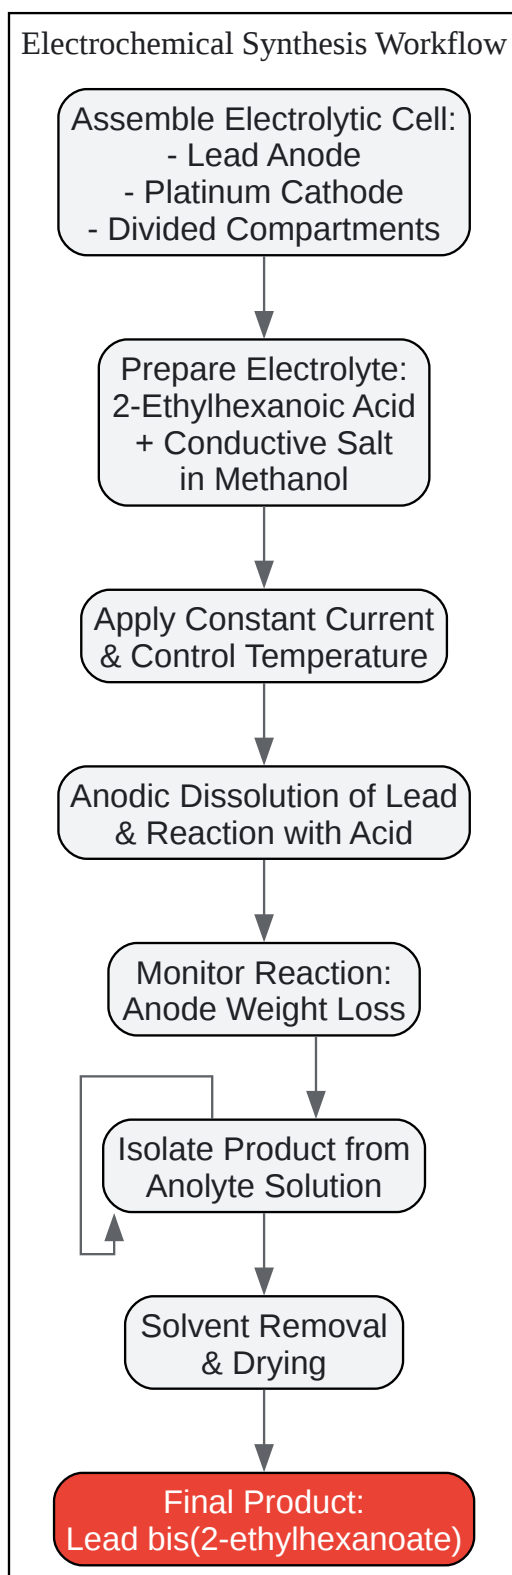 Electrochemical Synthesis Workflow
Assemble Electrolytic Cell:
- Lead Anode
- Platinum Cathode
- Divided Compartments
Prepare Electrolyte:
2-Ethylhexanoic Acid
+ Conductive Salt
in Methanol
Apply Constant Current
& Control Temperature
Anodic Dissolution of Lead
& Reaction with Acid
Monitor Reaction:
Anode Weight Loss
Isolate Product from
Anolyte Solution
Solvent Removal
& Drying
Final Product:
Lead bis(2-ethylhexanoate)